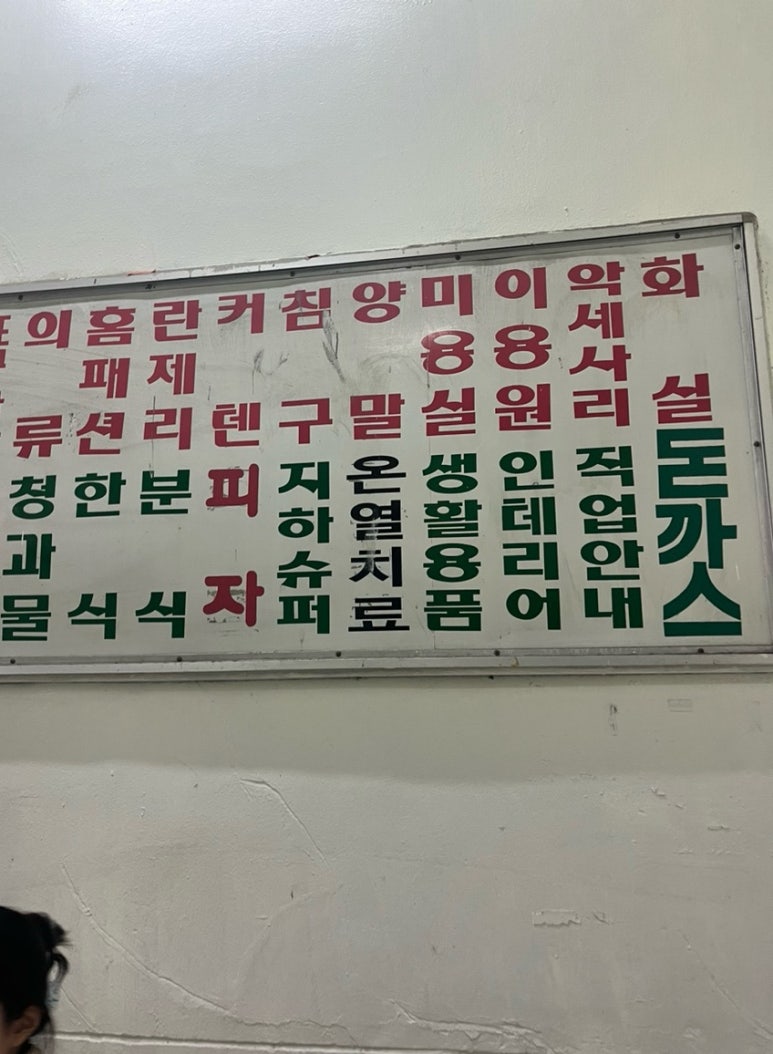 의류
홈패션
란제리
커텐
침구
양말
미용실
이용원
악세사리
화설
청과물
한식
분식
피자
지하슈퍼
온열치료
생활용품
인테리어
직업안내
돈까스